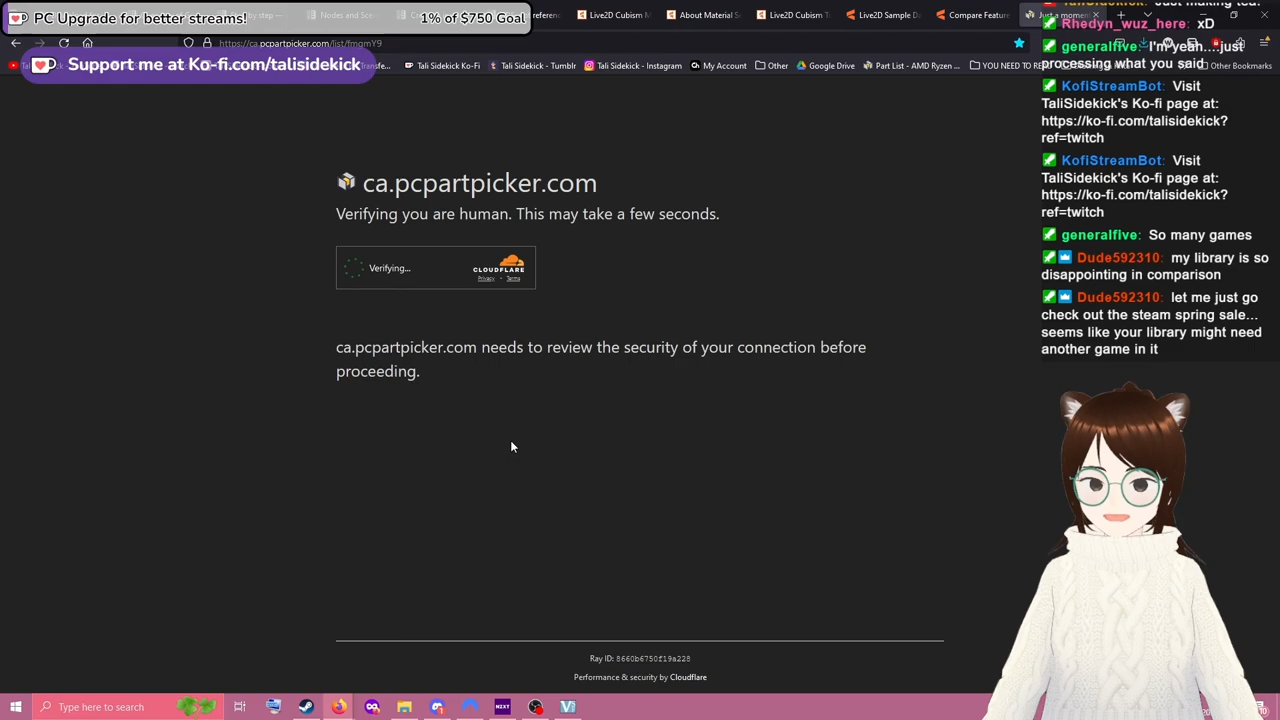 PC Upgrade for better streams!
1% of $750 Goal
Nodes and Scen
Live2D Cubism M
About Material S
Live2D Cubism
Live2D Sample Da
Compare Feature
Just a moment
https://ca.pcpartpicker.com/list/fmgmY9
Support me at Ko-fi.com/talisidekick
Tali Sidekick Ko-Fi
Tali Sidekick - Tumblr
Tali Sidekick - Instagram
My Account
Other
Google Drive
Part List - AMD Ryzen ...
Other Bookmarks
ca.pcpartpicker.com
Verifying you are human. This may take a few seconds.
Verifying...
CLOUDFLARE
Privacy • Terms
ca.pcpartpicker.com needs to review the security of your connection before
proceeding.
Ray ID: 8660b6750f19a228
Performance & security by Cloudflare
Rhedyn_wuz_here: xD
generalfIve: I'm yeah...i just
processing what you said
KofiStreamBot: Visit
TaliSidekick's Ko-fi page at:
https://ko-fi.com/talisidekick?
ref=twitch
KofiStreamBot: Visit
TaliSidekick's Ko-fi page at:
https://ko-fi.com/talisidekick?
ref=twitch
generalfIve: So many games
Dude592310: my library is so
disappointing in comparison
Dude592310: let me just go
check out the steam spring sale...
seems like your library might need
another game in it
Type here to search
NZXT